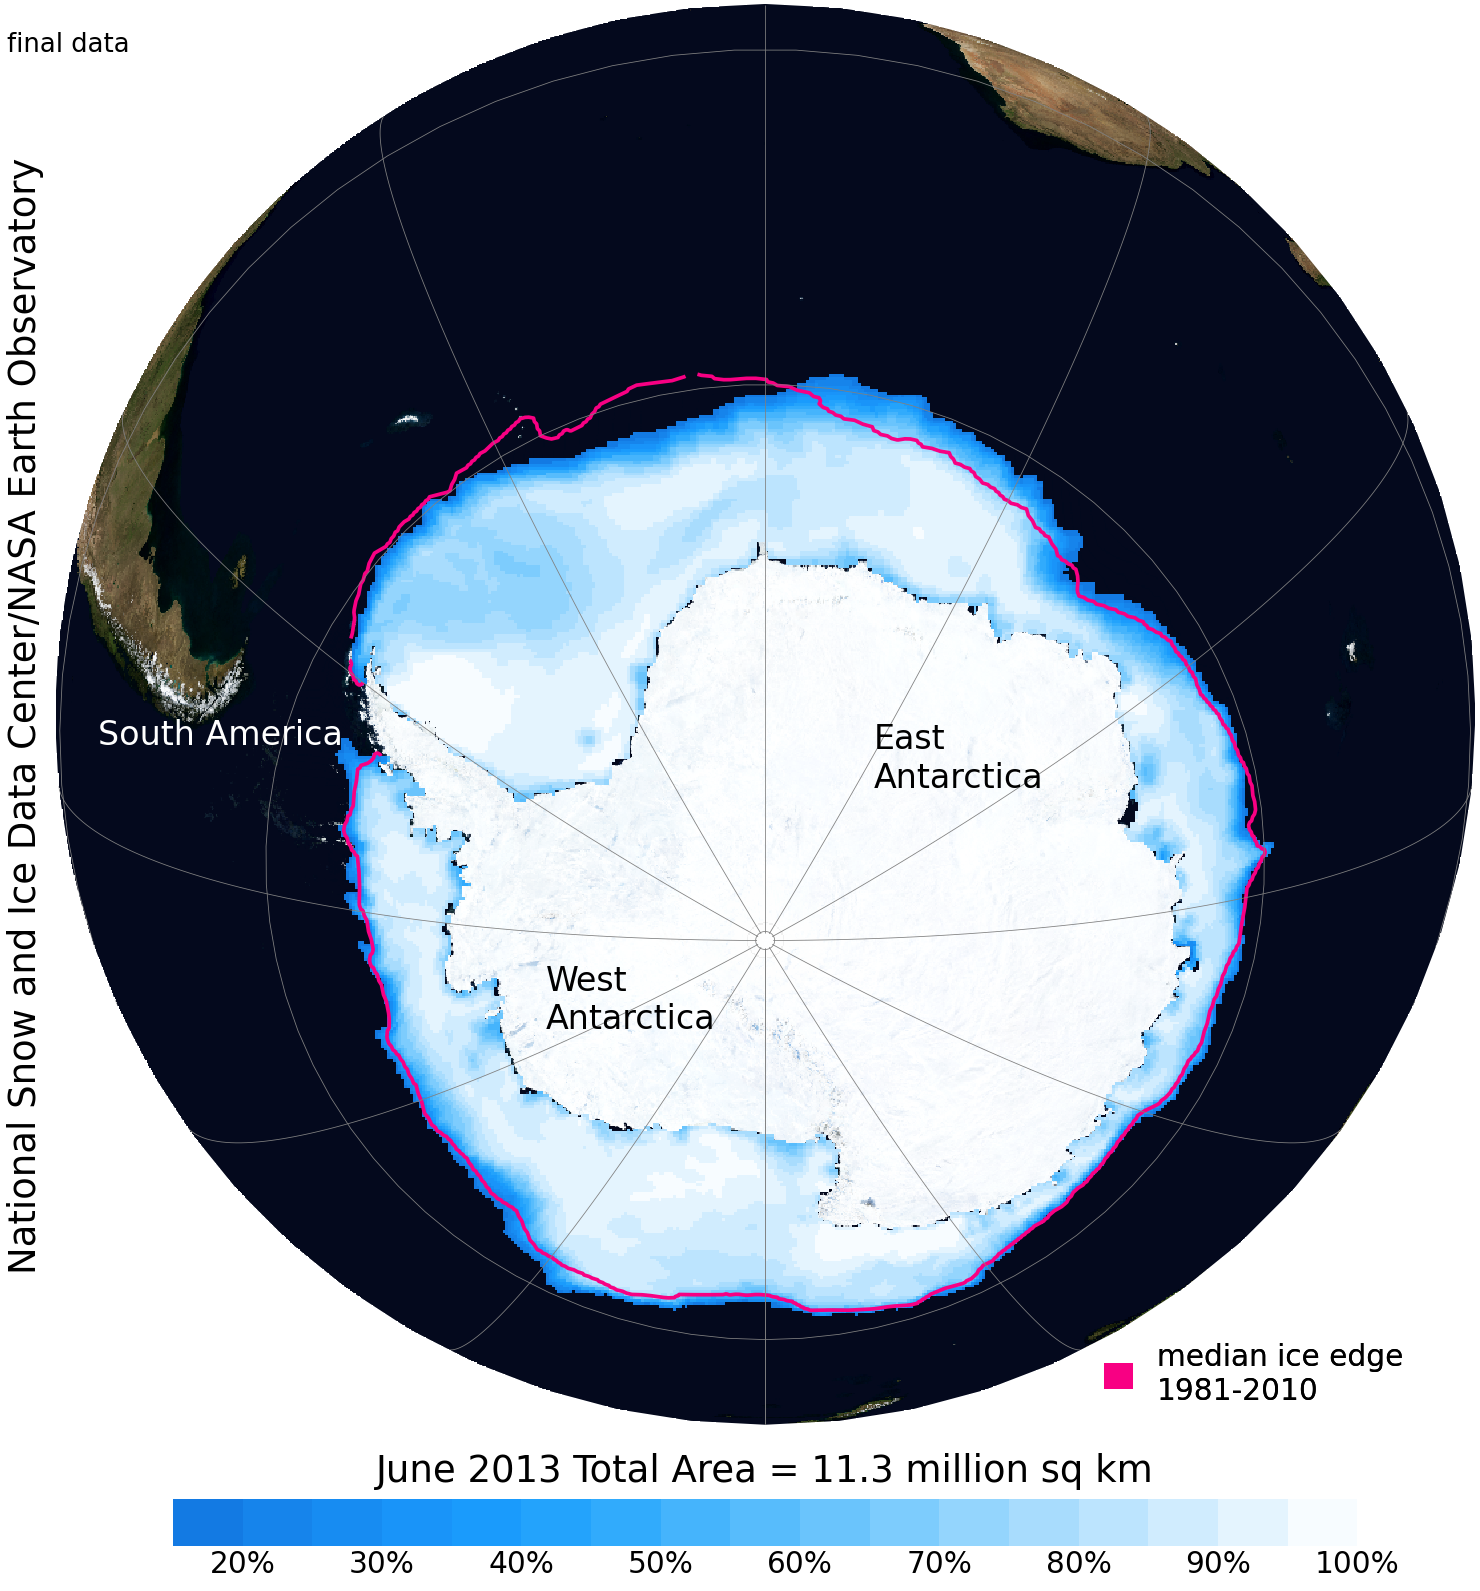 final data
National Snow and Ice Data Center/NASA Earth Observatory
South America
East
Antarctica
West
Antarctica
median ice edge
1981-2010
June 2013 Total Area = 11.3 million sq km
20% 30% 40% 50% 60% 70% 80% 90% 100%